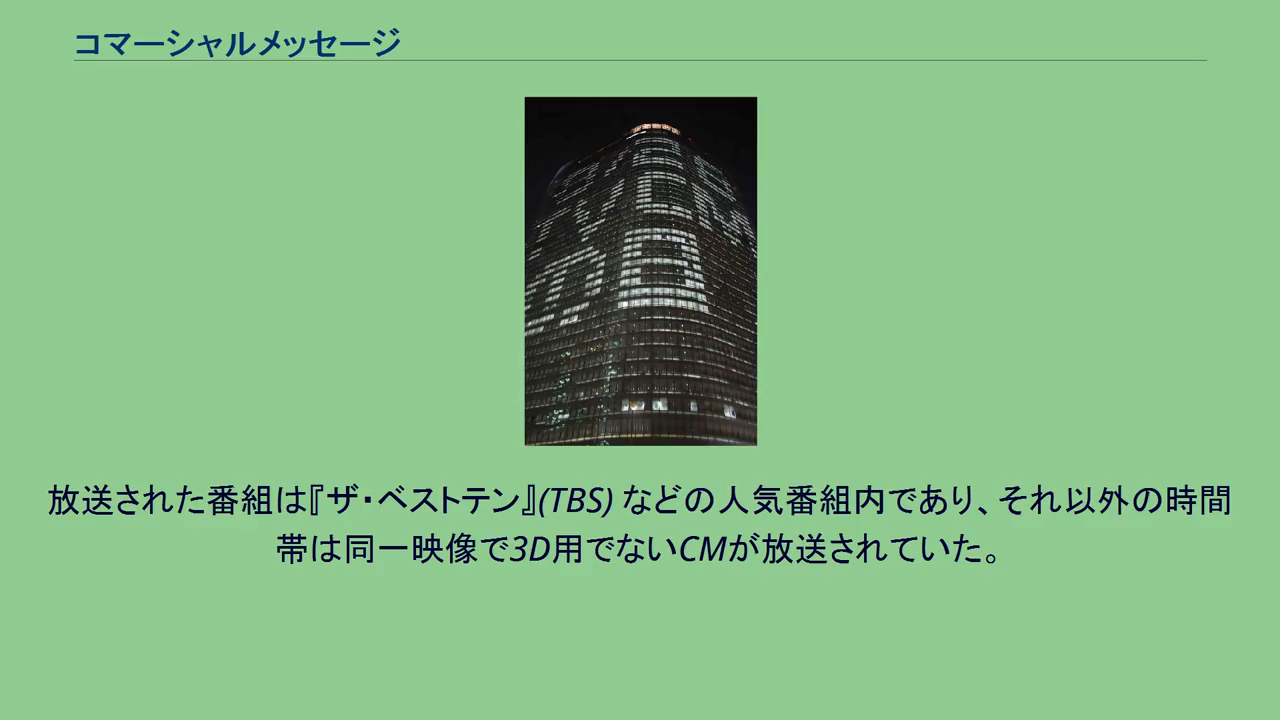 コマーシャルメッセージ
放送された番組は『ザ・ベストテン』(TBS) などの人気番組内であり、それ以外の時間
帯は同一映像で3D用でないCMが放送されていた。